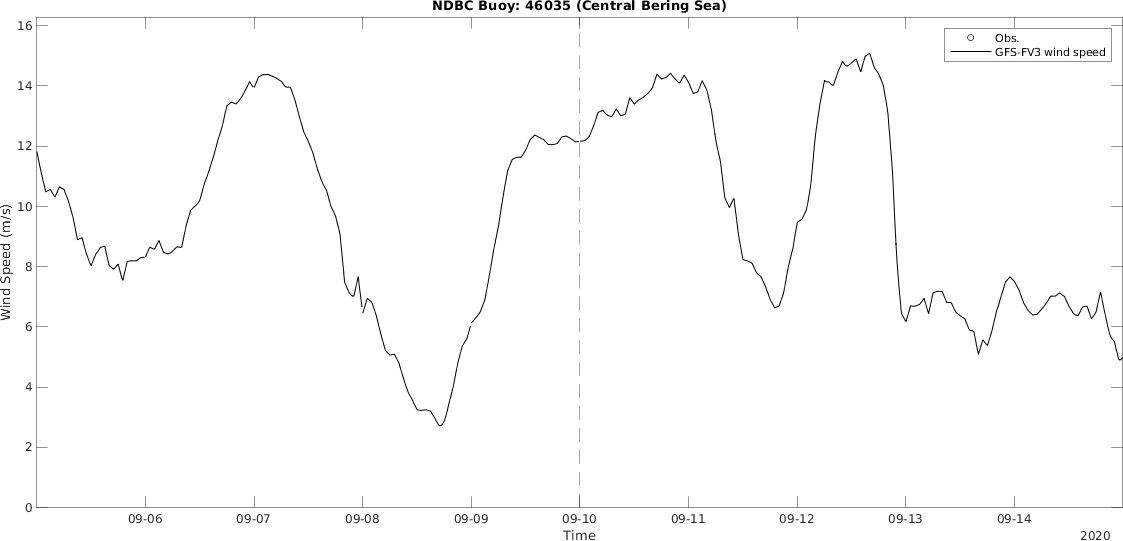 NDBC Buoy: 46035 (Central Bering Sea)
Obs.
GFS-FV3 wind speed
Wind Speed (m/s)
16
14
12
10
8
6
4
2
0
09-06 09-07 09-08 09-09 09-10 09-11 09-12 09-13 09-14
Time
2020